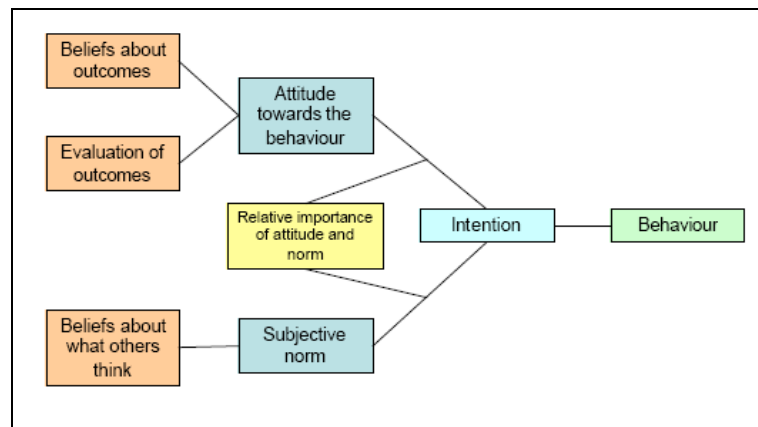 Beliefs about
outcomes
Attitude
towards the
behaviour
Evaluation of
outcomes
Relative importance
of attitude and
norm
Intention
Behaviour
Beliefs about
what others
think
Subjective
norm